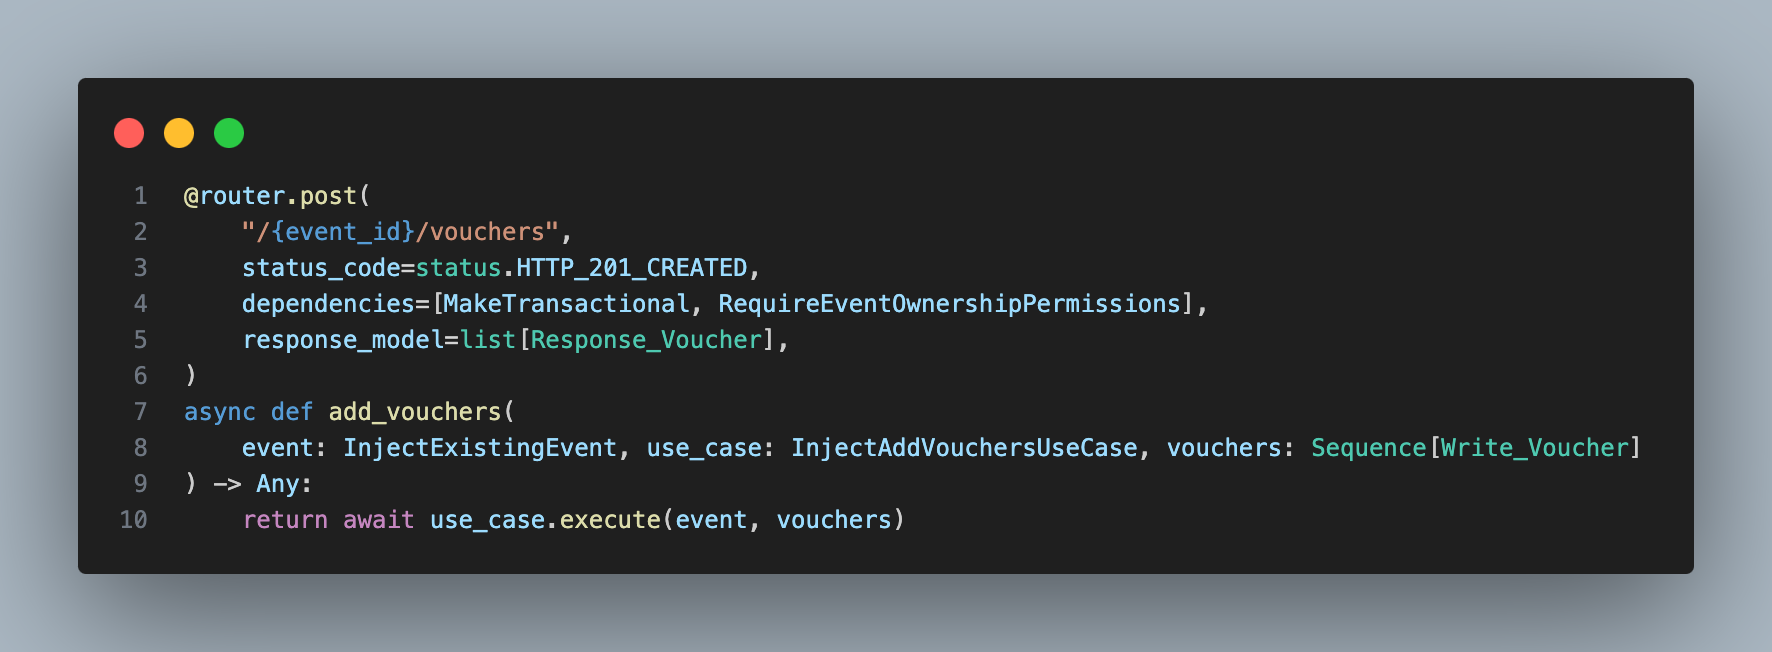 1 @router.post(
2     "/{event_id}/vouchers",
3     status_code=status.HTTP_201_CREATED,
4     dependencies=[MakeTransactional, RequireEventOwnershipPermissions],
5     response_model=list[Response_Voucher],
6 )
7 async def add_vouchers(
8     event: InjectExistingEvent, use_case: InjectAddVouchersUseCase, vouchers: Sequence[Write_Voucher]
9 ) -> Any:
10     return await use_case.execute(event, vouchers)